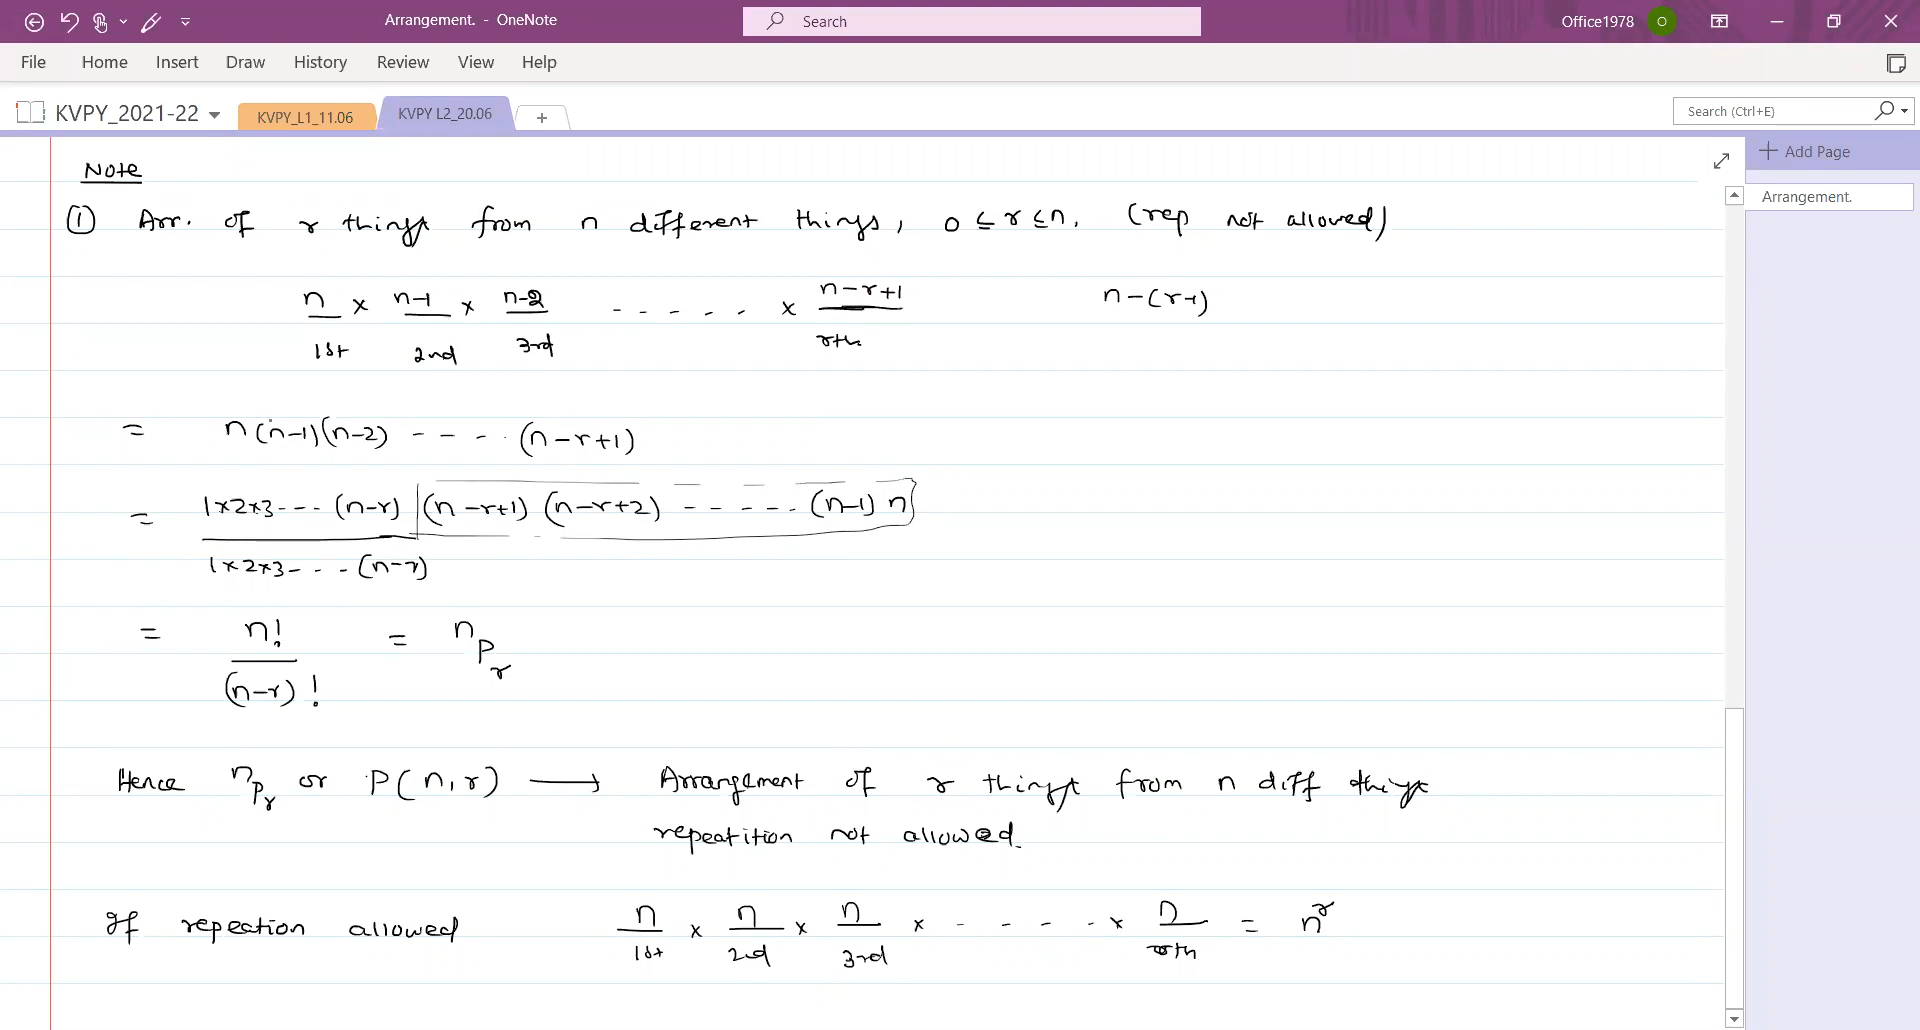 Arrangement. - OneNote
Search
Office1978
O
File Home Insert Draw History Review View Help
KVPY_2021-22
KVPY_L1_11.06
KVPY L2_20.06
+
Search (Ctrl+E)
+ Add Page
Arrangement.
Note
① Arr. of r things from n different things, 0 ≤ r ≤ n. (rep not allowed)
n × n-1 × n-2 ----- × n-r+1 n-(r-1)
1st 2nd 3rd rth
= n(n-1)(n-2) ---- (n-r+1)
= 1×2×3--- (n-r) (n-r+1) (n-r+2) ------ (n-1) n
1×2×3--- (n-r)
= n! = nPr
(n-r)!
Hence nPr or P(n,r) → Arrangement of r things from n diff things
repeatition not allowed.
If repeation allowed n × n × n × ---- × n = n^r
1st 2nd 3rd rth